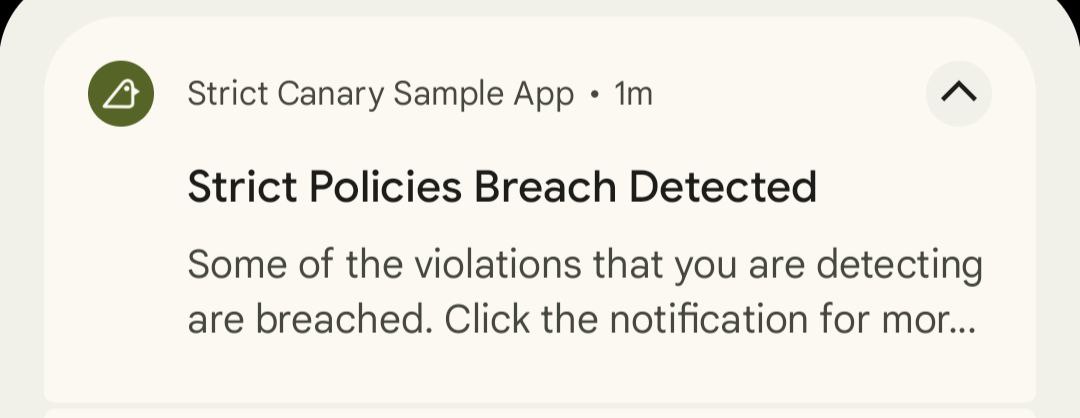 Strict Canary Sample App • 1m
Strict Policies Breach Detected
Some of the violations that you are detecting
are breached. Click the notification for mor...